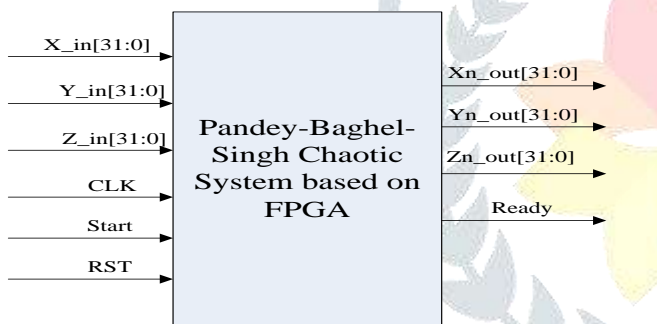 X_in[31:0]
Y_in[31:0]
Z_in[31:0]
CLK
Start
RST
Pandey-Baghel-
Singh Chaotic
System based on
FPGA
Xn_out[31:0]
Yn_out[31:0]
Zn_out[31:0]
Ready